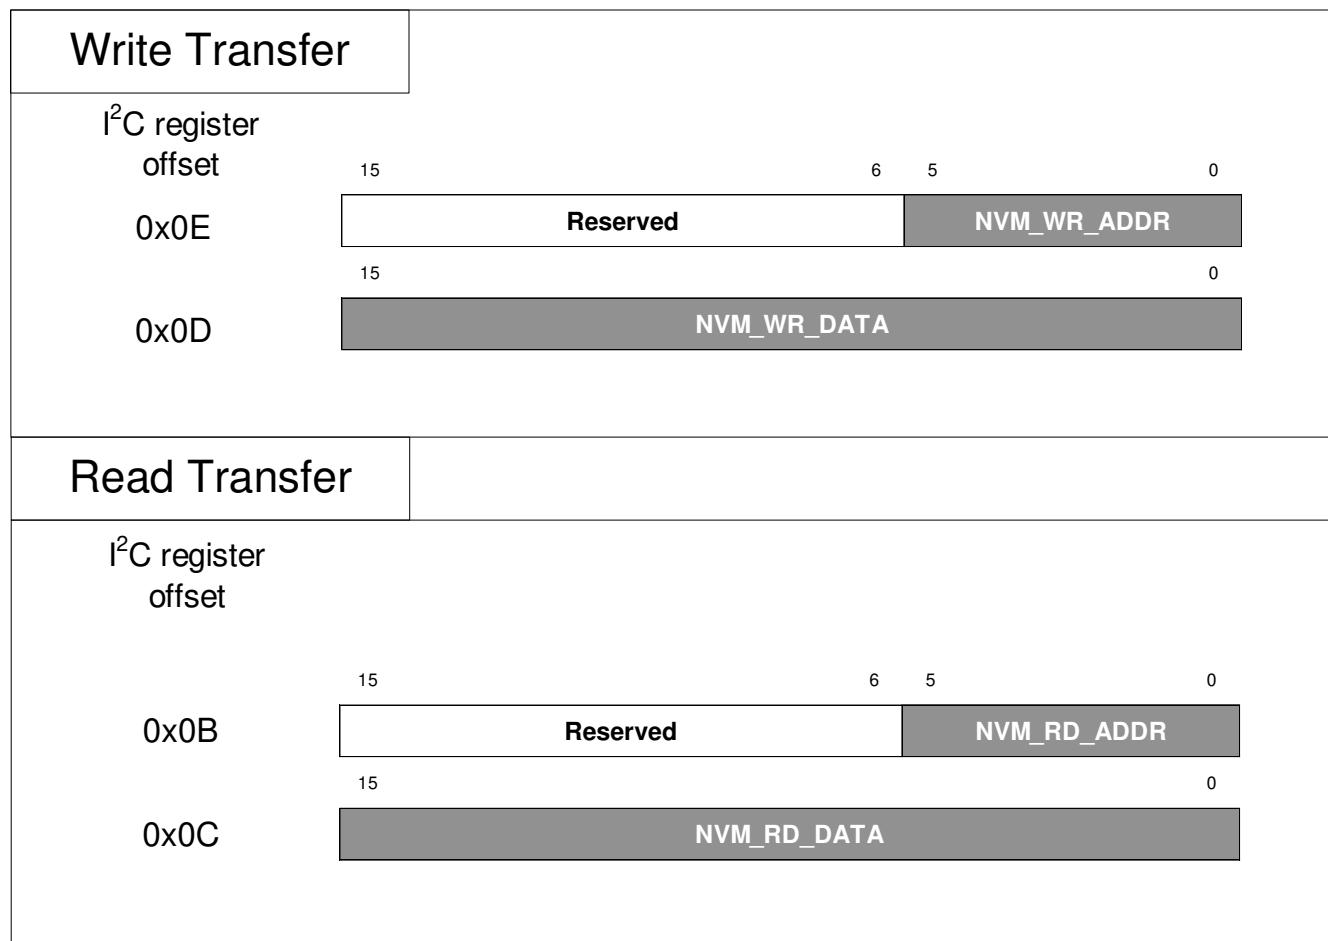 Write Transfer
I²C register
offset
15 6 5 0
0x0E Reserved NVM_WR_ADDR
15 0
0x0D NVM_WR_DATA
Read Transfer
I²C register
offset
15 6 5 0
0x0B Reserved NVM_RD_ADDR
15 0
0x0C NVM_RD_DATA